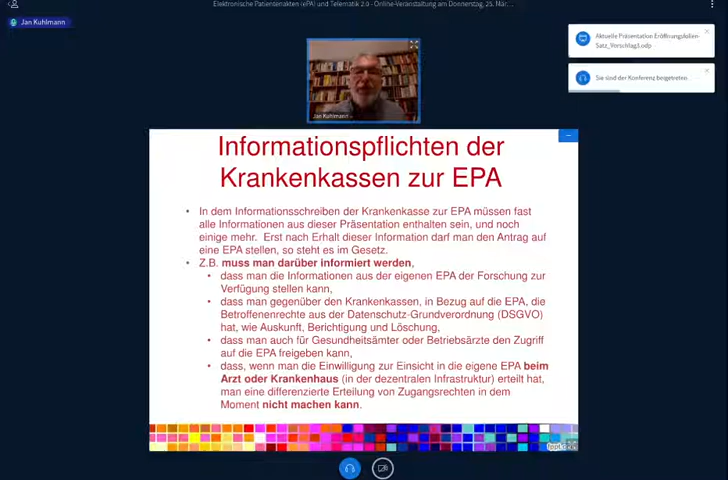 Elektronische Patientenakten (ePA) und Telematik 2.0 - Online-Veranstaltung am Donnerstag, 25. Mär...
Jan Kuhlmann
Aktuelle Präsentation
Satz_Vorschlag3.odp
Sie sind der Konferenz beigetreten.
Jan Kuhlmann
Informationspflichten der
Krankenkassen zur EPA
• In dem Informationsschreiben der Krankenkasse zur EPA müssen fast
alle Informationen aus dieser Präsentation enthalten sein, und noch
einige mehr. Erst nach Erhalt dieser Information darf man den Antrag auf
eine EPA stellen, so steht es im Gesetz.
• Z.B. muss man darüber informiert werden,
• dass man die Informationen aus der eigenen EPA der Forschung zur
Verfügung stellen kann,
• dass man gegenüber den Krankenkassen, in Bezug auf die EPA, die
Betroffenenrechte aus der Datenschutz-Grundverordnung (DSGVO)
hat, wie Auskunft, Berichtigung und Löschung,
• dass man auch für Gesundheitsämter oder Betriebsärzte den Zugriff
auf die EPA freigeben kann,
• dass, wenn man die Einwilligung zur Einsicht in die eigene EPA beim
Arzt oder Krankenhaus (in der dezentralen Infrastruktur) erteilt hat,
man eine differenzierte Erteilung von Zugangsrechten in dem
Moment nicht machen kann.